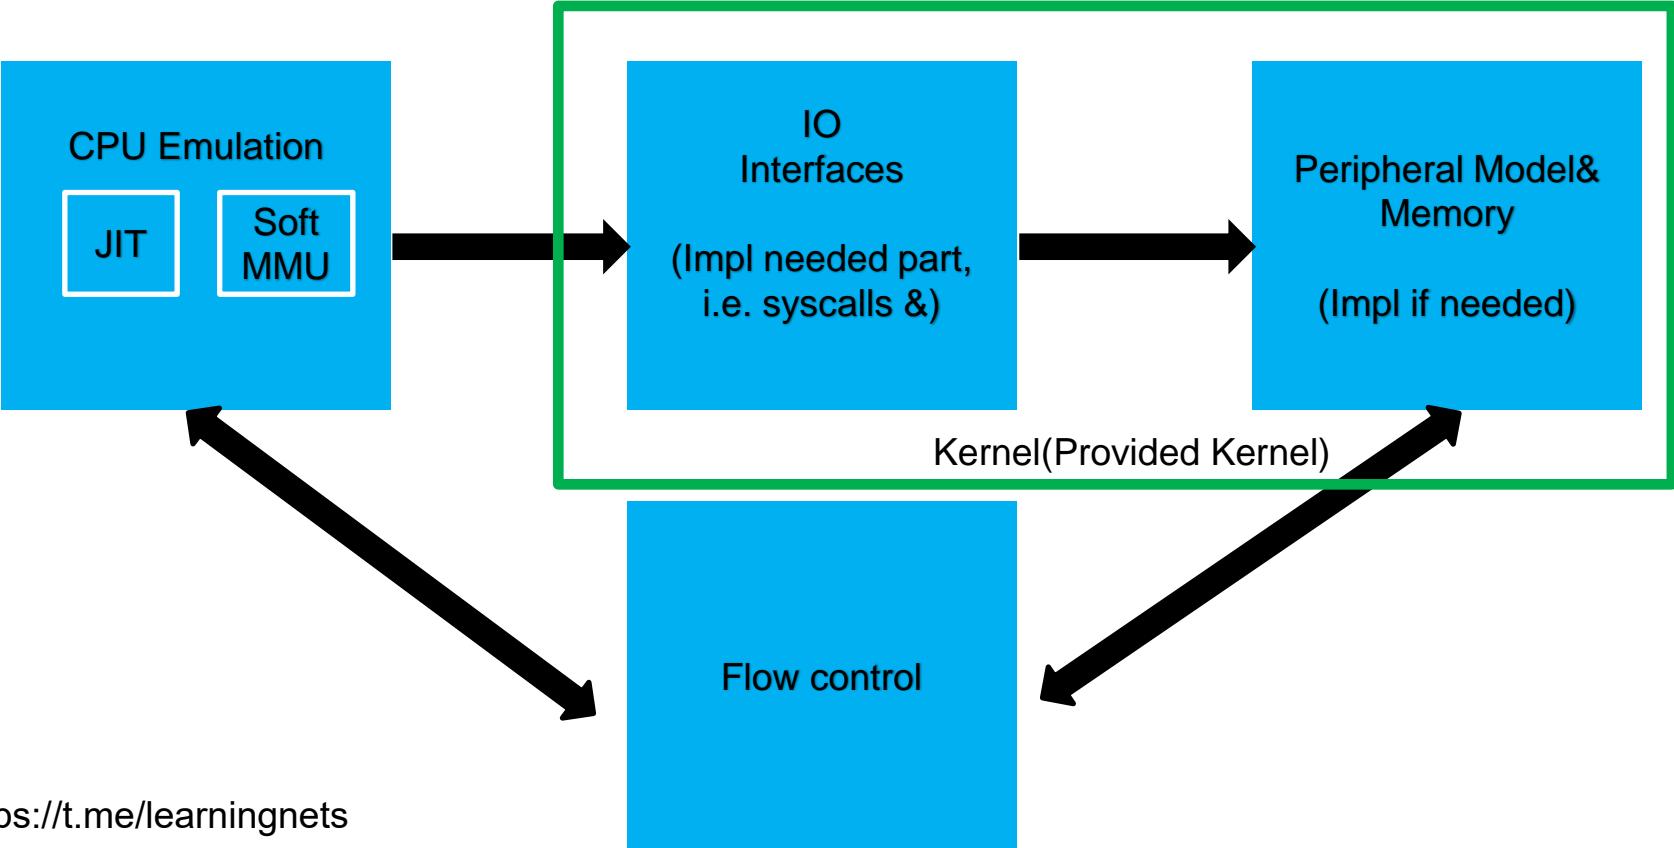 CPU Emulation
JIT
Soft
MMU
IO
Interfaces
(Impl needed part,
i.e. syscalls &)
Peripheral Model&
Memory
(Impl if needed)
Kernel(Provided Kernel)
Flow control
ps://t.me/learningnets